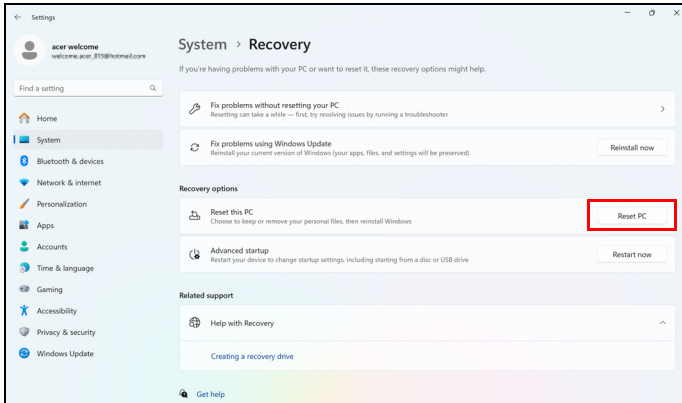 Settings
acer welcome
welcome.acer_815@hotmail.com
Find a setting
Home
System
Bluetooth & devices
Network & internet
Personalization
Apps
Accounts
Time & language
Gaming
Accessibility
Privacy & security
Windows Update
System > Recovery
If you're having problems with your PC or want to reset it, these recovery options might help.
Fix problems without resetting your PC
Resetting can take a while — first, try resolving issues by running a troubleshooter
Fix problems using Windows Update
Reinstall your current version of Windows (your apps, files, and settings will be preserved)
Reinstall now
Recovery options
Reset this PC
Choose to keep or remove your personal files, then reinstall Windows
Reset PC
Advanced startup
Restart your device to change startup settings, including starting from a disc or USB drive
Restart now
Related support
Help with Recovery
Creating a recovery drive
Get help